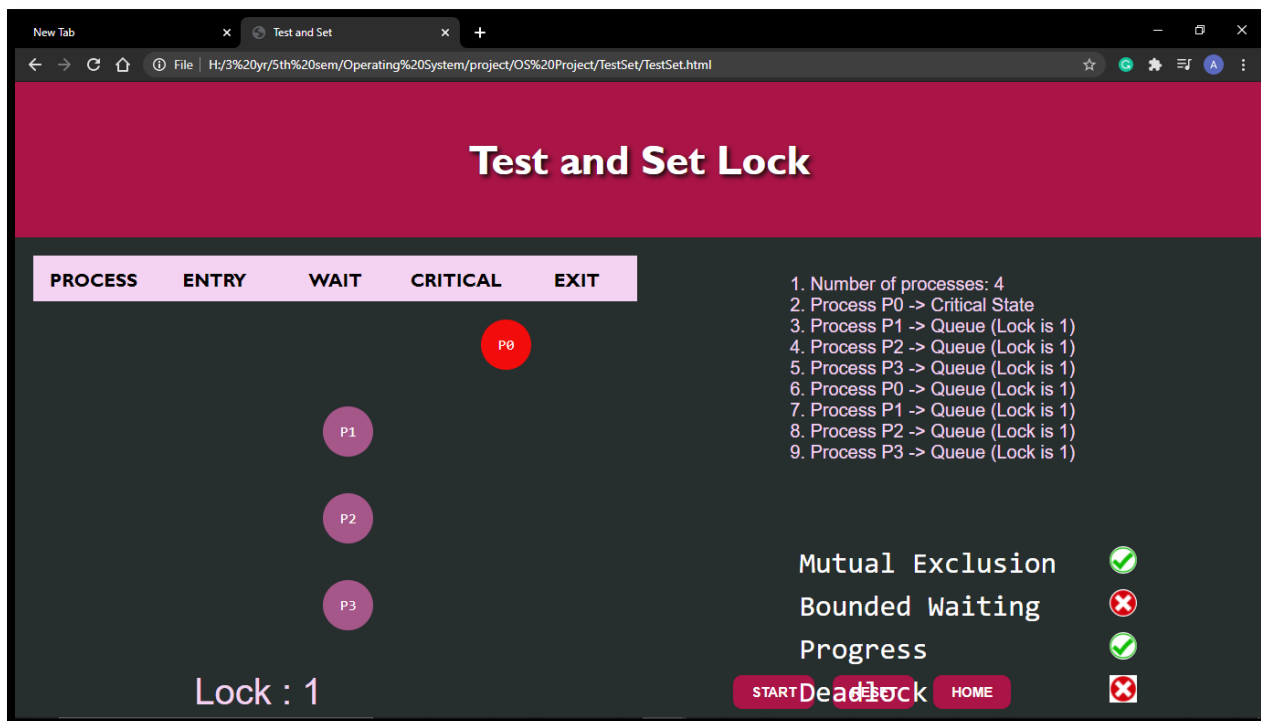 New Tab
Test and Set
File | H:/3%20yr/5th%20sem/Operating%20System/project/OS%20Project/TestSet/TestSet.html
A
Test and Set Lock
PROCESS ENTRY WAIT CRITICAL EXIT
P0
P1
P2
P3
Lock : 1
1. Number of processes: 4
2. Process P0 -> Critical State
3. Process P1 -> Queue (Lock is 1)
4. Process P2 -> Queue (Lock is 1)
5. Process P3 -> Queue (Lock is 1)
6. Process P0 -> Queue (Lock is 1)
7. Process P1 -> Queue (Lock is 1)
8. Process P2 -> Queue (Lock is 1)
9. Process P3 -> Queue (Lock is 1)
Mutual Exclusion
Bounded Waiting
Progress
Deadlock
START RESET HOME